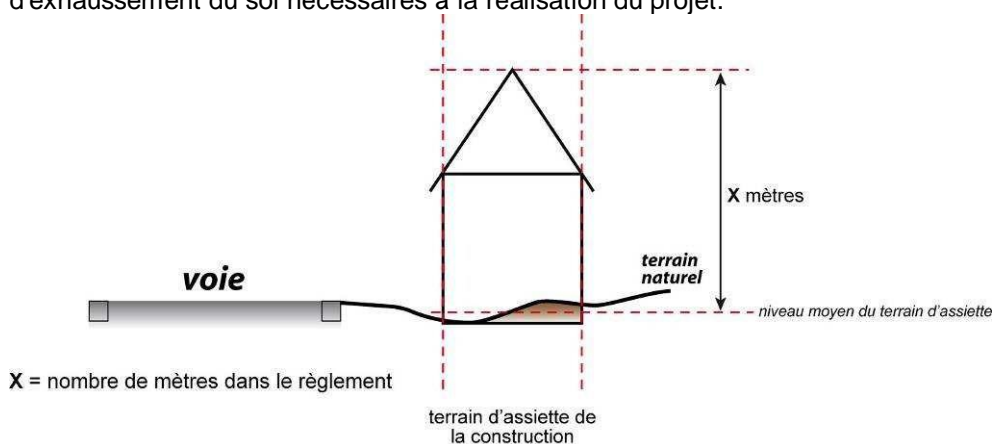 d'exhaussement du sol nécessaires à la réalisation du projet.
X mètres
terrain
naturel
voie
niveau moyen du terrain d'assiette
X = nombre de mètres dans le règlement
terrain d'assiette de
la construction